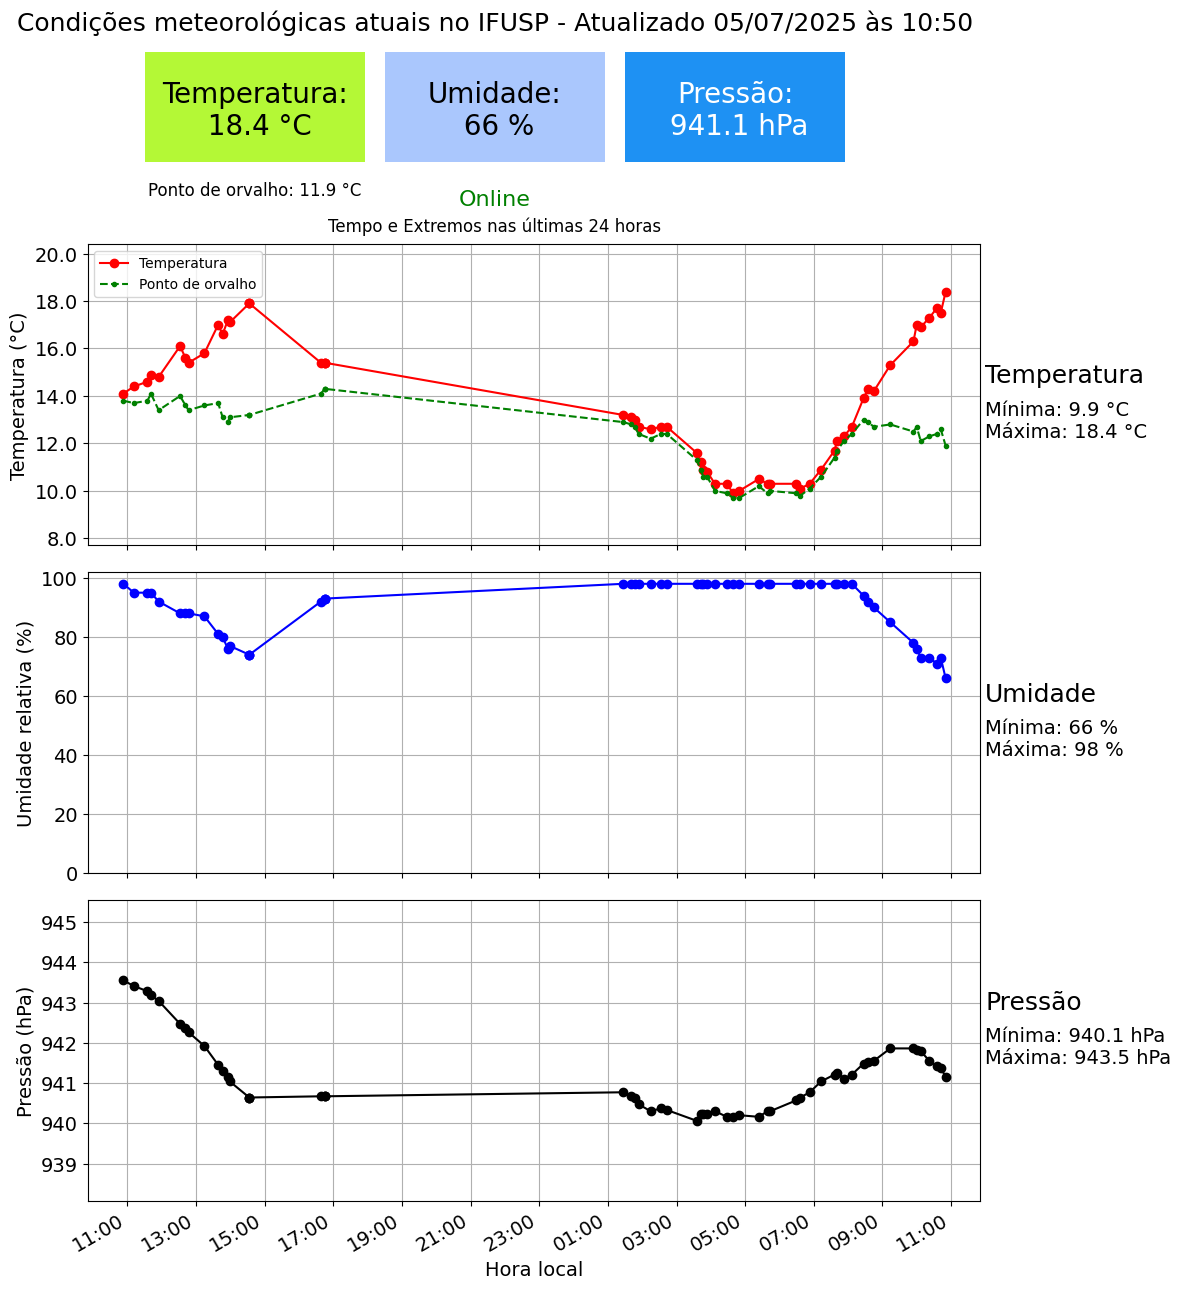 Condições meteorológicas atuais no IFUSP - Atualizado 05/07/2025 às 10:50
Temperatura:
18.4 °C
Umidade:
66 %
Pressão:
941.1 hPa
Ponto de orvalho: 11.9 °C
Online
Tempo e Extremos nas últimas 24 horas
Temperatura
Ponto de orvalho
Temperatura (°C)
20.0
18.0
16.0
14.0
12.0
10.0
8.0
Temperatura
Mínima: 9.9 °C
Máxima: 18.4 °C
Umidade relativa (%)
100
80
60
40
20
0
Umidade
Mínima: 66 %
Máxima: 98 %
Pressão (hPa)
945
944
943
942
941
940
939
Pressão
Mínima: 940.1 hPa
Máxima: 943.5 hPa
11:00
13:00
15:00
17:00
19:00
21:00
23:00
01:00
03:00
05:00
07:00
09:00
11:00
Hora local